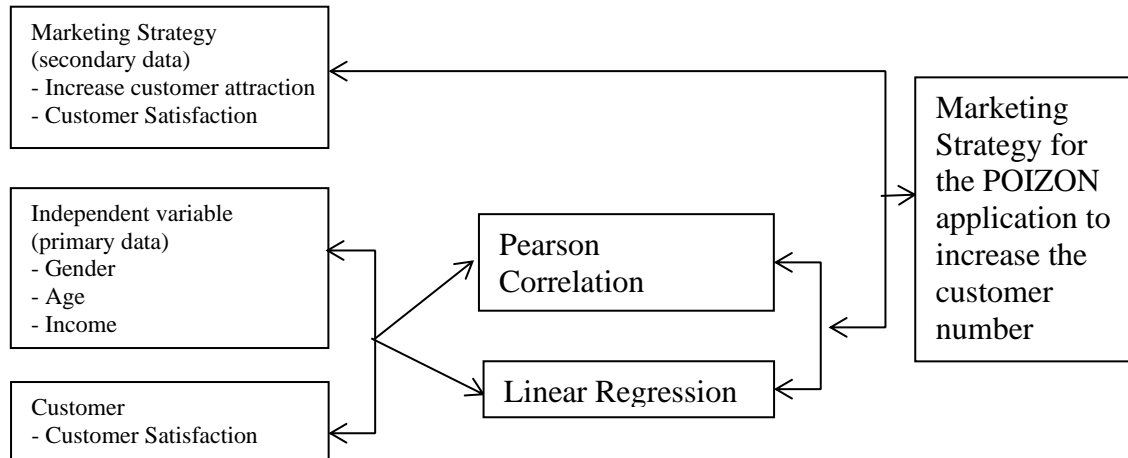 Marketing Strategy
(secondary data)
- Increase customer attraction
- Customer Satisfaction
Independent variable
(primary data)
- Gender
- Age
- Income
Customer
- Customer Satisfaction
Pearson
Correlation
Linear Regression
Marketing
Strategy for
the POIZON
application to
increase the
customer
number